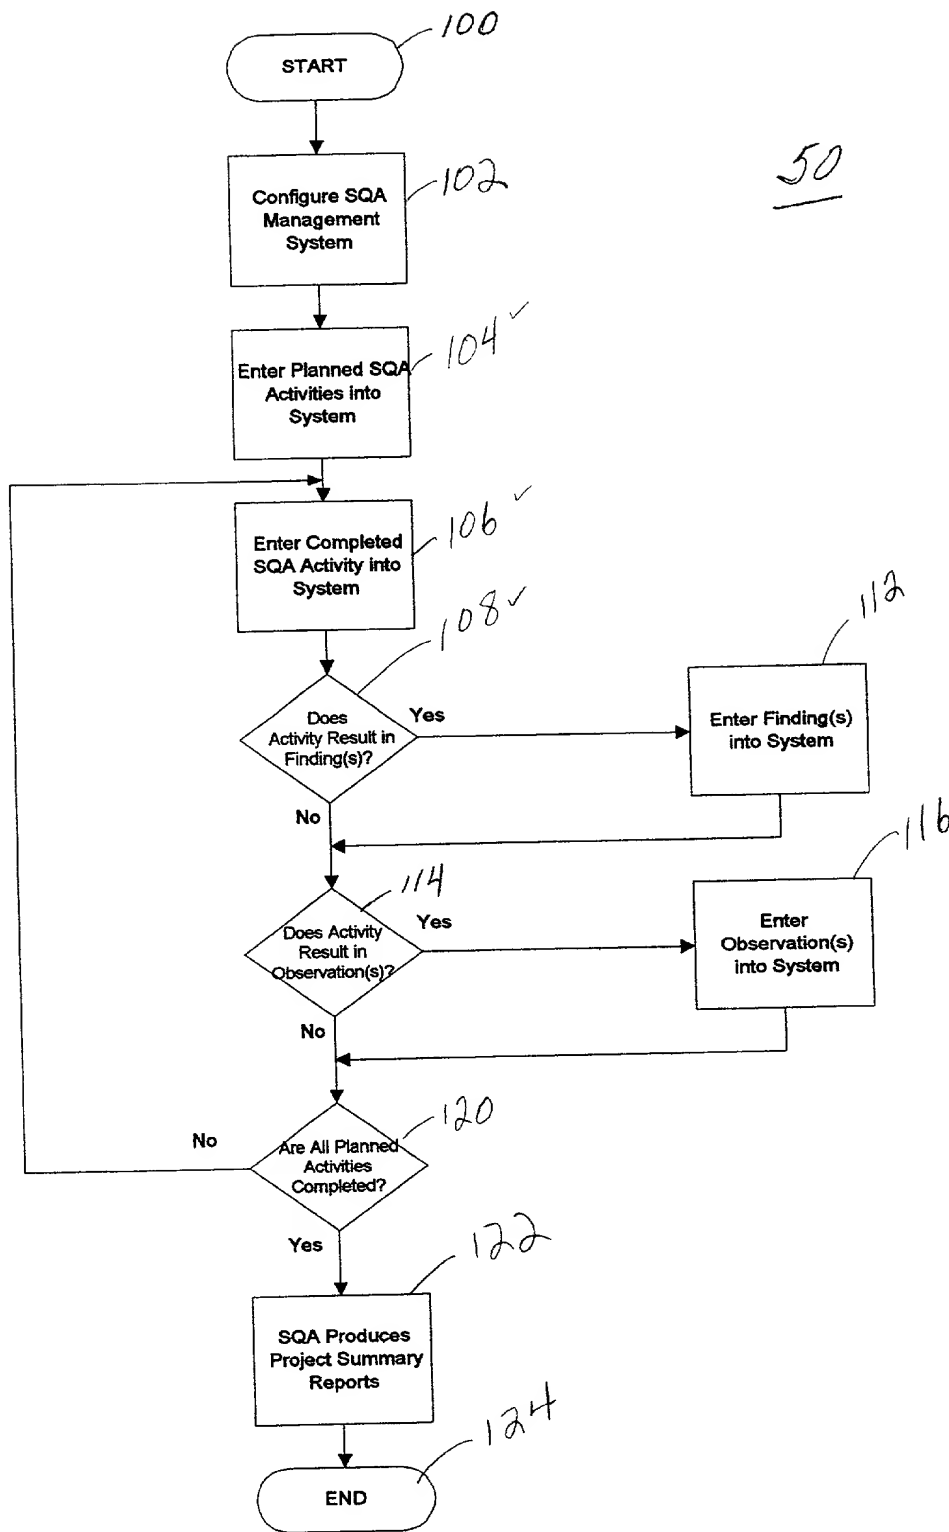 100
START
50
102
Configure SQA
Management
System
104 ✓
Enter Planned SQA
Activities into
System
106 ✓
Enter Completed
SQA Activity into
System
108 ✓
112
Does
Activity Result in
Finding(s)?
Yes
Enter Finding(s)
into System
No
116
114
Does Activity
Result in
Observation(s)?
Yes
Enter
Observation(s)
into System
No
120
No
Are All Planned
Activities
Completed?
Yes
122
SQA Produces
Project Summary
Reports
124
END